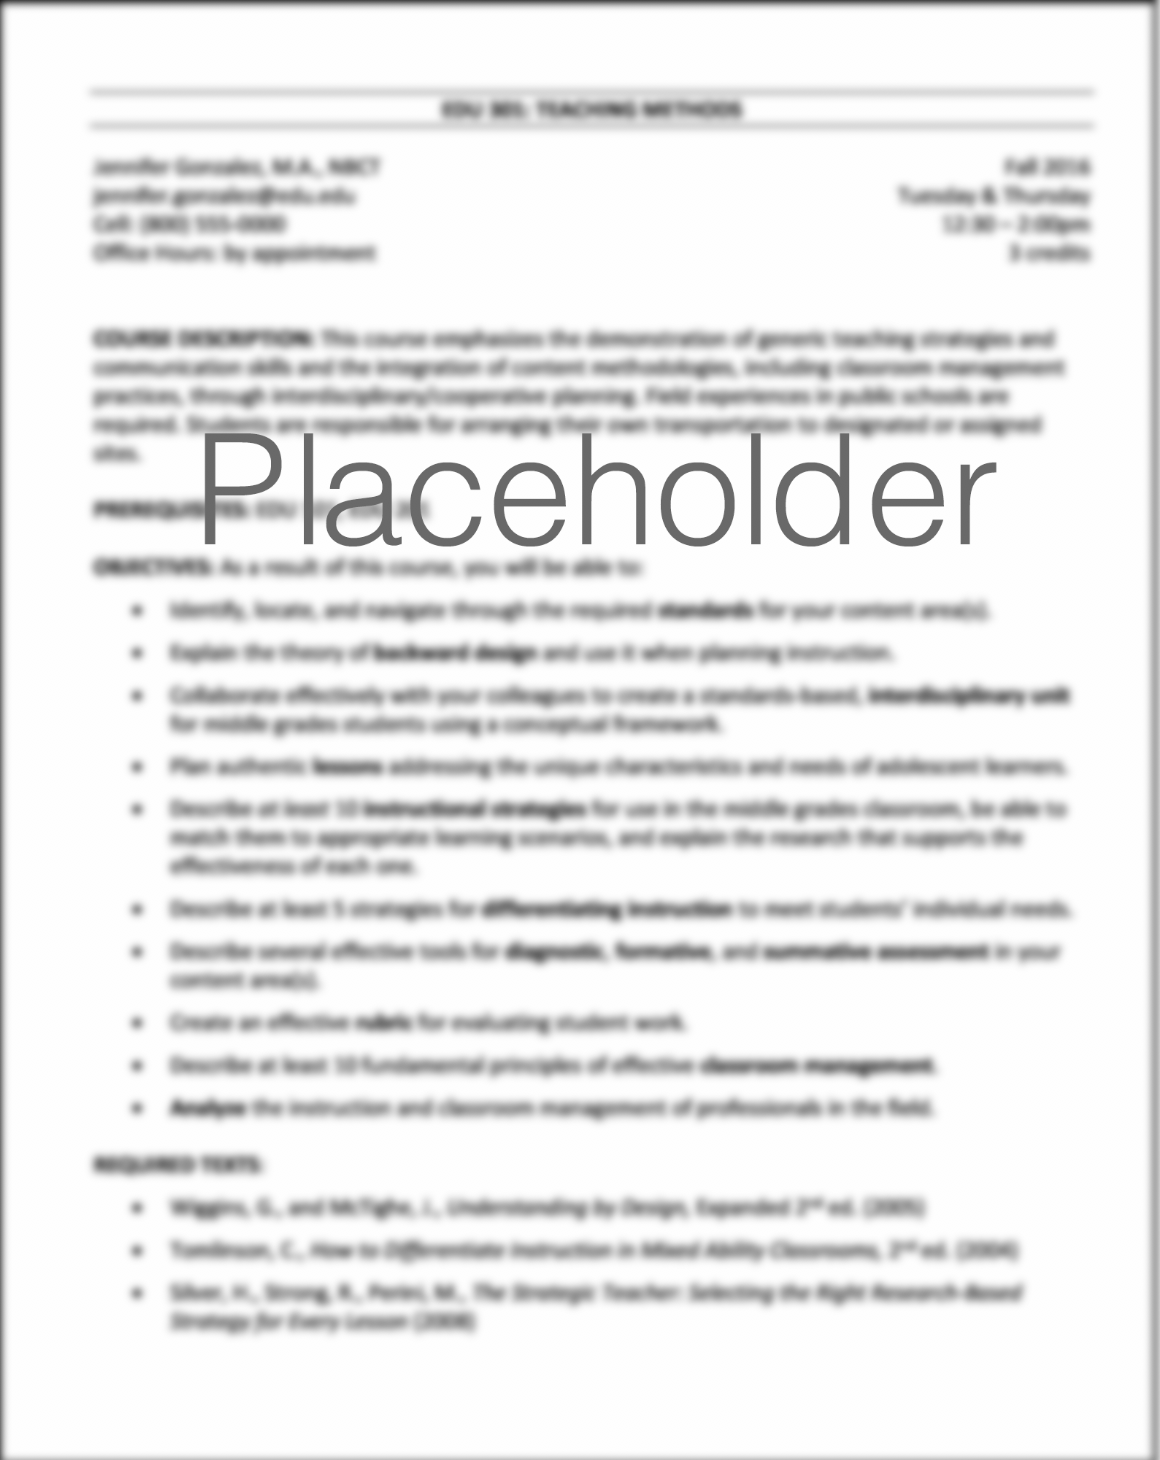 EDU 301: TEACHING METHODS
Jennifer Gonzalez, M.A., NBCT
Fall 2016
jennifer.gonzalez@edu.edu
Tuesday & Thursday
Cell: (800) 555-0000
12:30 – 2:00pm
Office Hours: by appointment
3 credits
COURSE DESCRIPTION: This course emphasizes the demonstration of generic teaching strategies and
communication skills and the integration of content methodologies, including classroom management
practices, through interdisciplinary/cooperative planning. Field experiences in public schools are
required. Students are responsible for arranging their own transportation to designated or assigned
sites.
Placeholder
PREREQUISITES: EDU
OBJECTIVES: As a result of this course, you will be able to:
• Identify, locate, and navigate through the required standards for your content area(s).
• Explain the theory of backward design and use it when planning instruction.
• Collaborate effectively with your colleagues to create a standards-based, interdisciplinary unit
for middle grades students using a conceptual framework.
• Plan authentic lessons addressing the unique characteristics and needs of adolescent learners.
• Describe at least 10 instructional strategies for use in the middle grades classroom, be able to
match them to appropriate learning scenarios, and explain the research that supports the
effectiveness of each one.
• Describe at least 5 strategies for differentiating instruction to meet students' individual needs.
• Describe several effective tools for diagnostic, formative, and summative assessment in your
content area(s).
• Create an effective rubric for evaluating student work.
• Describe at least 10 fundamental principles of effective classroom management.
• Analyze the instruction and classroom management of professionals in the field.
REQUIRED TEXTS:
• Wiggins, G., and McTighe, J., Understanding by Design, Expanded 2nd ed. (2005)
• Tomlinson, C., How to Differentiate Instruction in Mixed Ability Classrooms, 2nd ed. (2004)
• Silver, H., Strong, R., Perini, M., The Strategic Teacher: Selecting the Right Research-Based
Strategy for Every Lesson (2008)